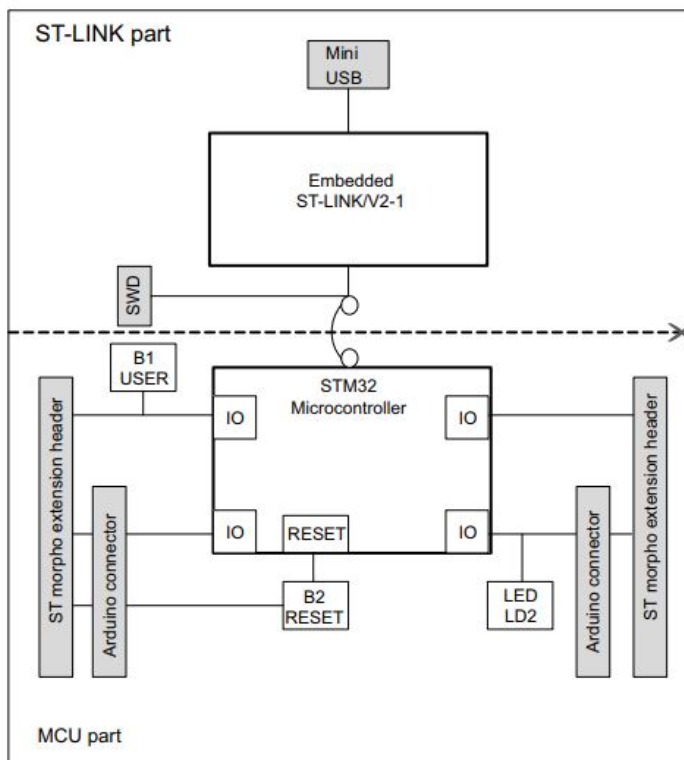 ST-LINK part
Mini
USB
Embedded
ST-LINK/V2-1
SWD
B1
USER
STM32
Microcontroller
IO
IO
ST morpho extension header
Arduino connector
IO
RESET
IO
B2
RESET
LED
LD2
Arduino connector
ST morpho extension header
MCU part